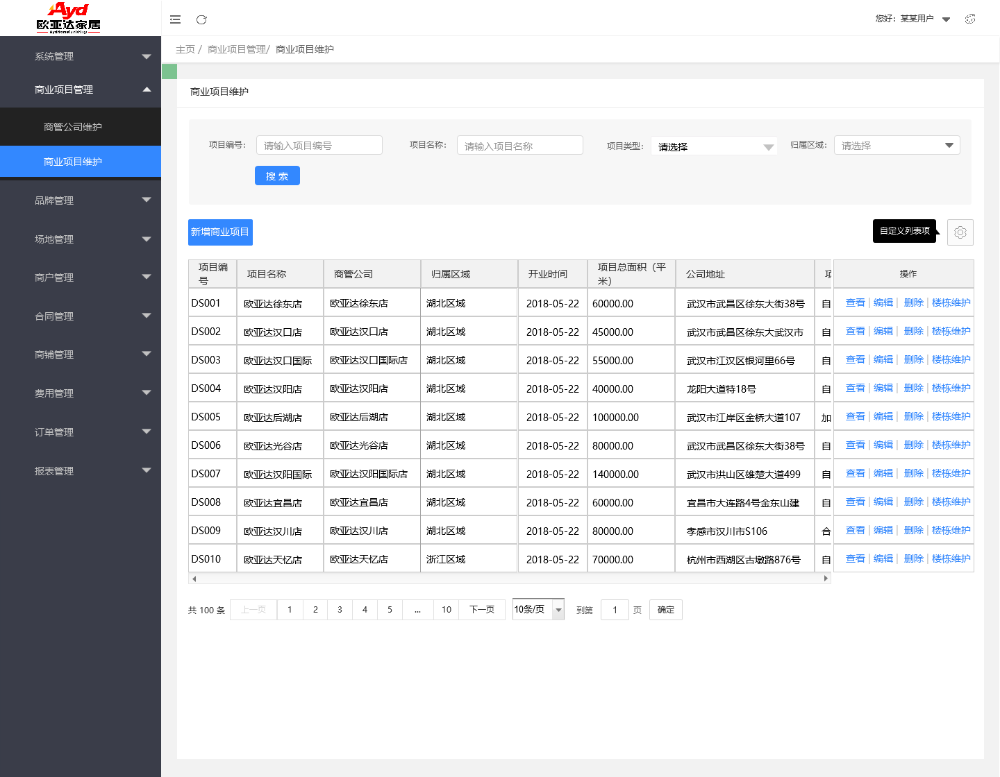 Ayd
欧亚达家居
AydHomeFurnishings
您好：某某用户
主页 / 商业项目管理/ 商业项目维护
系统管理
商业项目管理
商管公司维护
商业项目维护
品牌管理
场地管理
商户管理
合同管理
商铺管理
费用管理
订单管理
报表管理
商业项目维护
项目编号： 请输入项目编号 项目名称： 请输入项目名称 项目类型： 请选择 归属区域： 请选择
搜 索
新增商业项目 自定义列表项
项目编号 项目名称 商管公司 归属区域 开业时间 项目总面积（平米） 公司地址 项 操作
DS001 欧亚达徐东店 欧亚达徐东店 湖北区域 2018-05-22 60000.00 武汉市武昌区徐东大街38号 自 查看 | 编辑 | 删除 | 楼栋维护
DS002 欧亚达汉口店 欧亚达汉口店 湖北区域 2018-05-22 45000.00 武汉市武昌区徐东大武汉市 自 查看 | 编辑 | 删除 | 楼栋维护
DS003 欧亚达汉口国际 欧亚达汉口国际店 湖北区域 2018-05-22 55000.00 武汉市江汉区银河里66号 自 查看 | 编辑 | 删除 | 楼栋维护
DS004 欧亚达汉阳店 欧亚达汉阳店 湖北区域 2018-05-22 40000.00 龙阳大道特18号 自 查看 | 编辑 | 删除 | 楼栋维护
DS005 欧亚达后湖店 欧亚达后湖店 湖北区域 2018-05-22 100000.00 武汉市江岸区金桥大道107 加 查看 | 编辑 | 删除 | 楼栋维护
DS006 欧亚达光谷店 欧亚达光谷店 湖北区域 2018-05-22 80000.00 武汉市武昌区徐东大街38号 自 查看 | 编辑 | 删除 | 楼栋维护
DS007 欧亚达汉阳国际 欧亚达汉阳国际店 湖北区域 2018-05-22 140000.00 武汉市洪山区雄楚大道499 自 查看 | 编辑 | 删除 | 楼栋维护
DS008 欧亚达宜昌店 欧亚达宜昌店 湖北区域 2018-05-22 60000.00 宜昌市大连路4号金东山建 自 查看 | 编辑 | 删除 | 楼栋维护
DS009 欧亚达汉川店 欧亚达汉川店 湖北区域 2018-05-22 80000.00 孝感市汉川市S106 合 查看 | 编辑 | 删除 | 楼栋维护
DS010 欧亚达天忆店 欧亚达天忆店 浙江区域 2018-05-22 70000.00 杭州市西湖区古墩路876号 自 查看 | 编辑 | 删除 | 楼栋维护
共 100 条 上一页 1 2 3 4 5 ... 10 下一页 10条/页 到第 1 页 确定